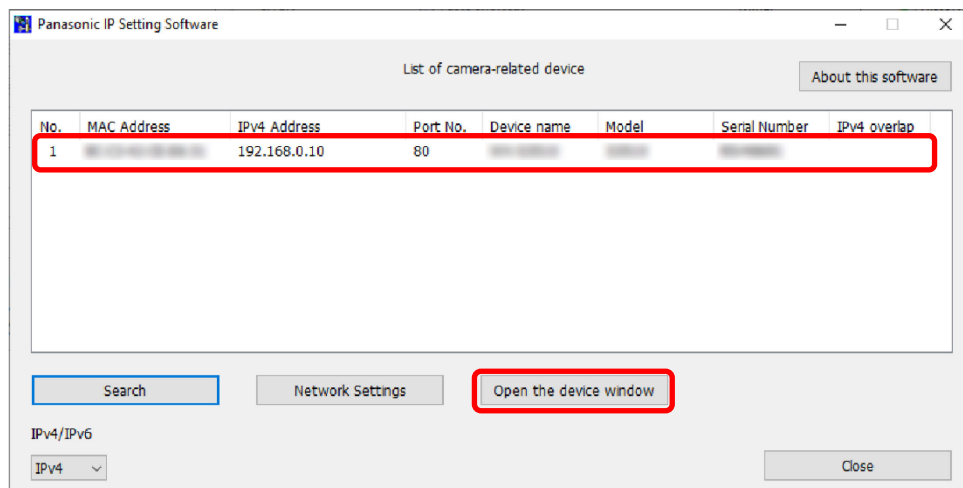 Panasonic IP Setting Software
List of camera-related device
About this software
No. MAC Address IPv4 Address Port No. Device name Model Serial Number IPv4 overlap
1 192.168.0.10 80
Search Network Settings Open the device window
IPv4/IPv6
IPv4
Close